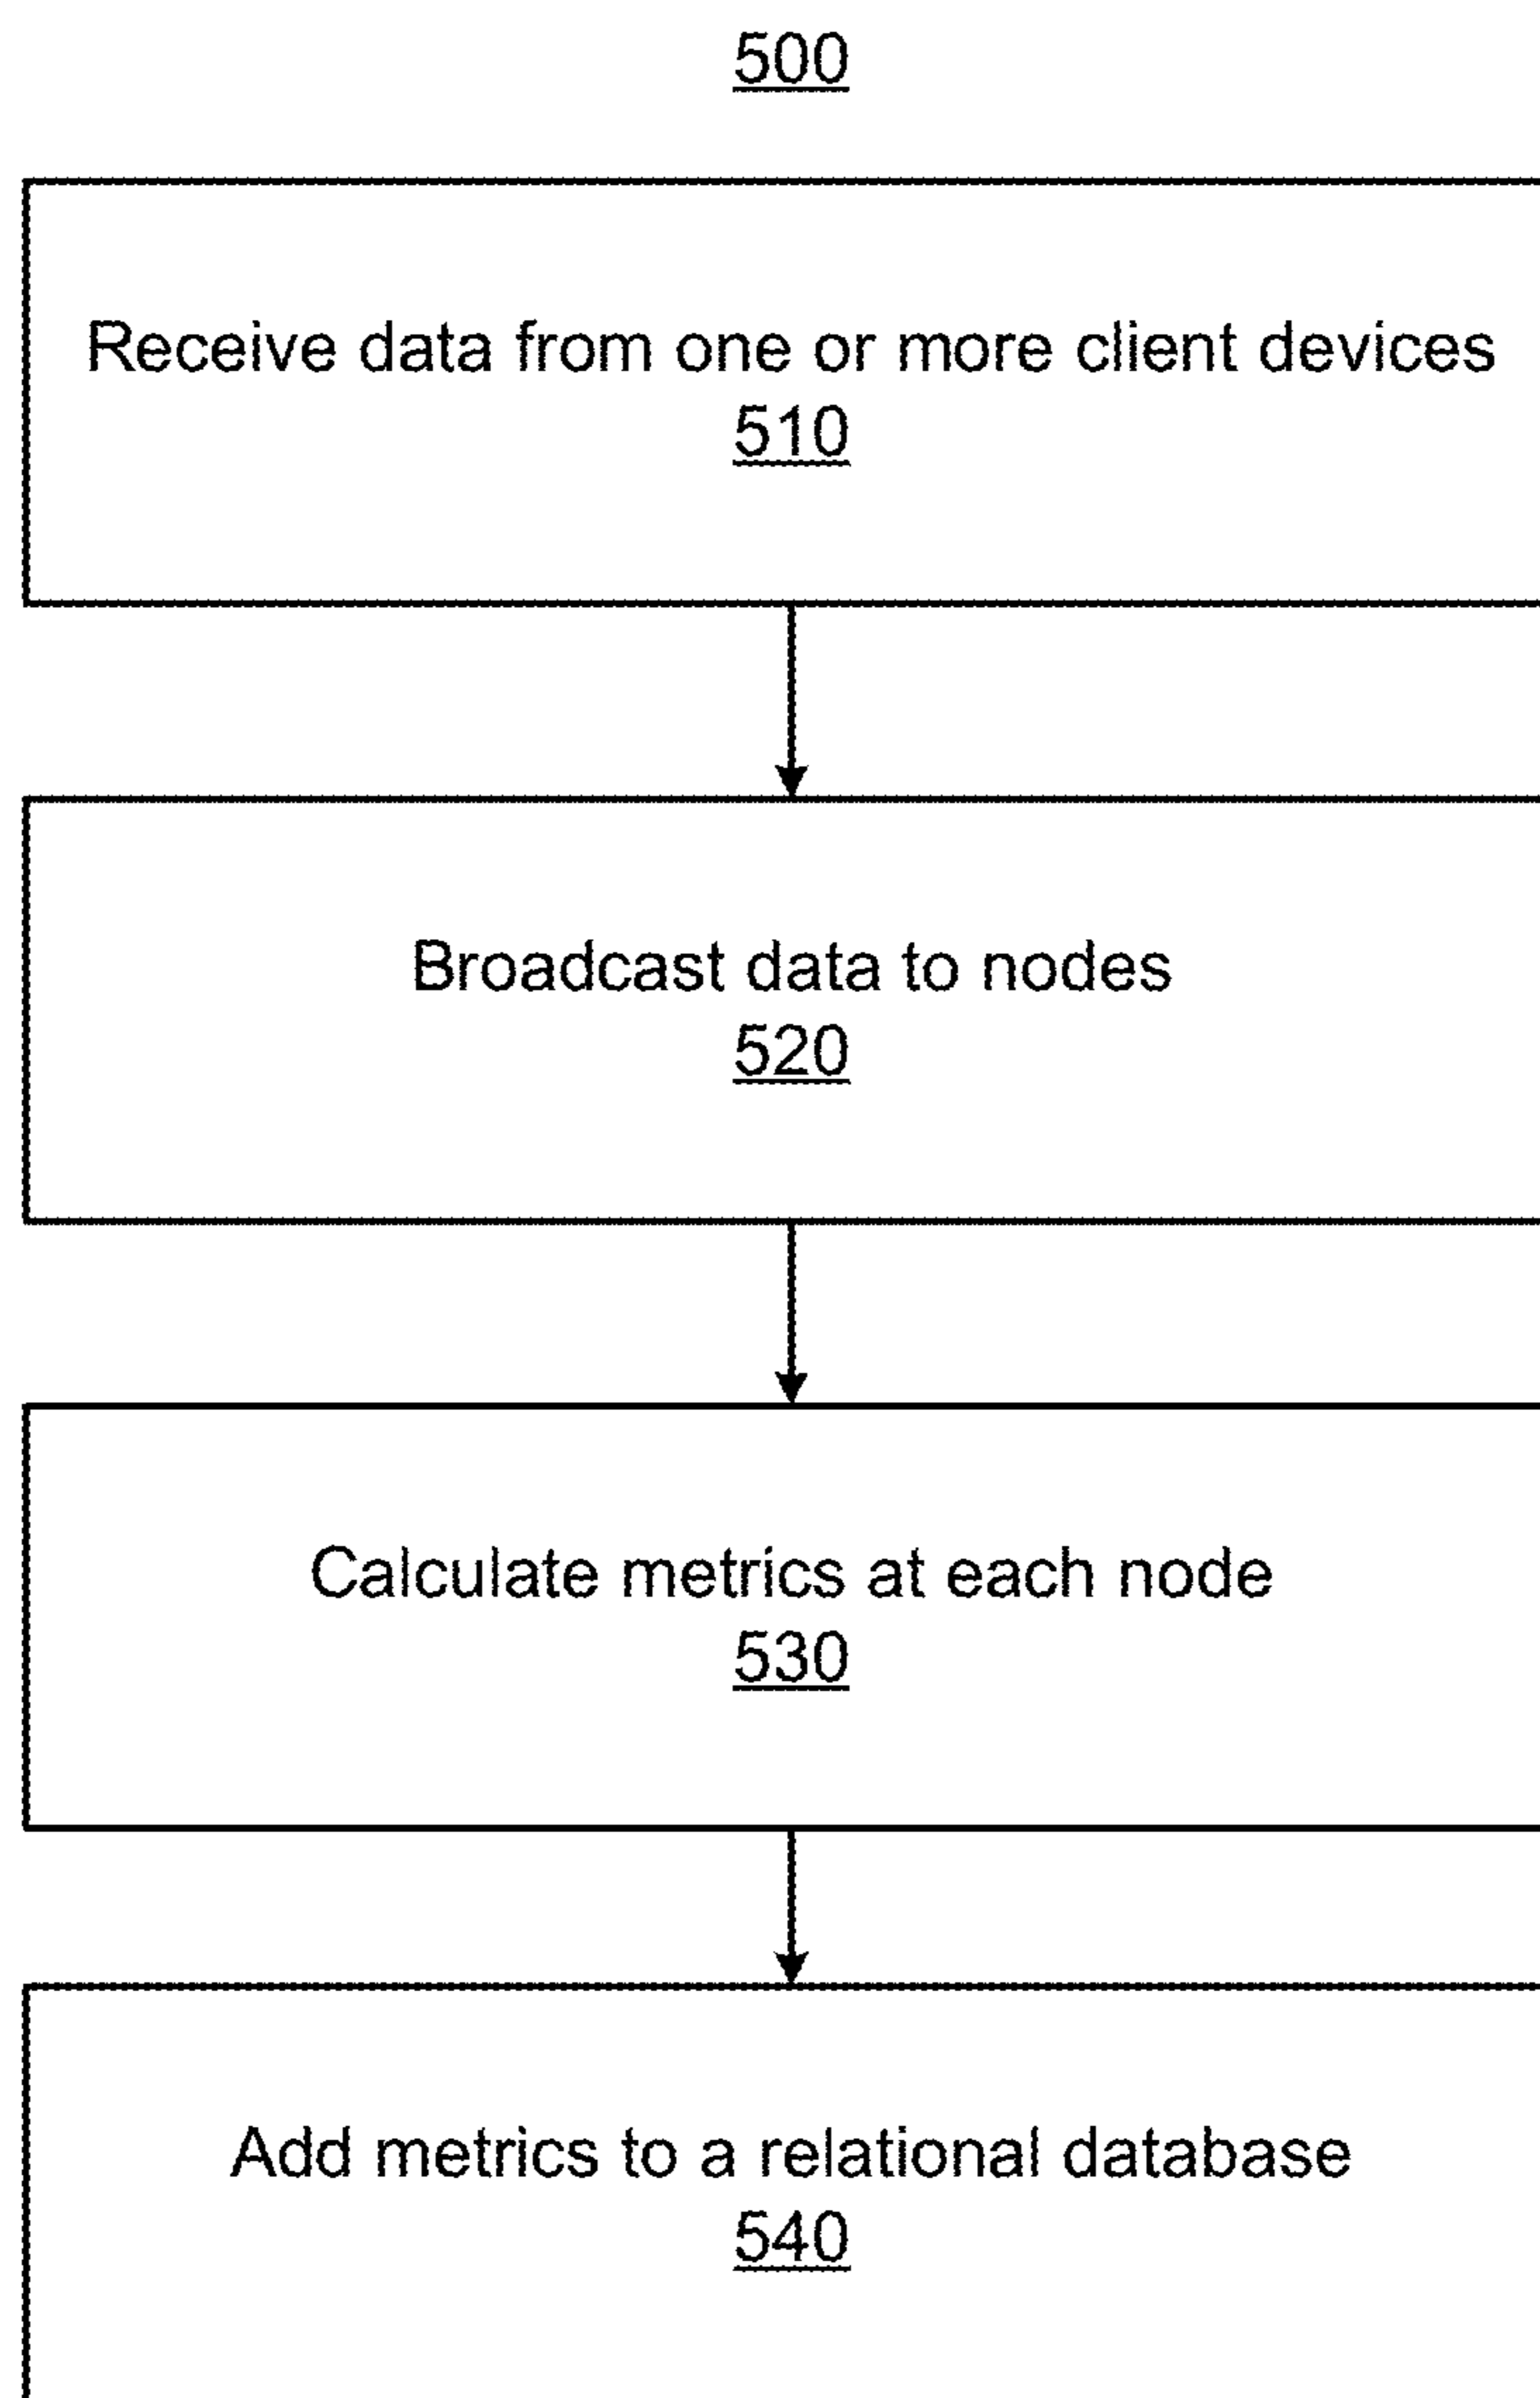 500
Receive data from one or more client devices
510
Broadcast data to nodes
520
Calculate metrics at each node
530
Add metrics to a relational database
540